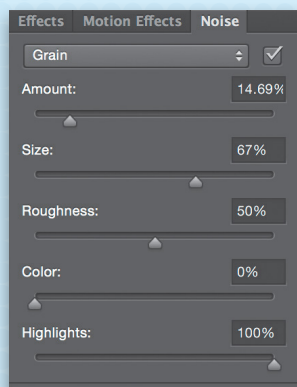 Effects Motion Effects Noise
Grain
Amount: 14.69%
Size: 67%
Roughness: 50%
Color: 0%
Highlights: 100%